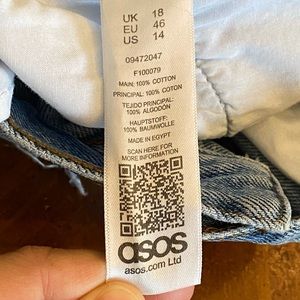 UK 18
EU 46
US 14
09472047
F100079
MAIN: 100% COTTON
PRINCIPAL: 100% COTON
TEJIDO PRINCIPAL:
100% ALGODÓN
HAUPTSTOFF:
100% BAUMWOLLE
MADE IN EGYPT
SCAN HERE FOR
MORE INFORMATION
asos
asos.com Ltd